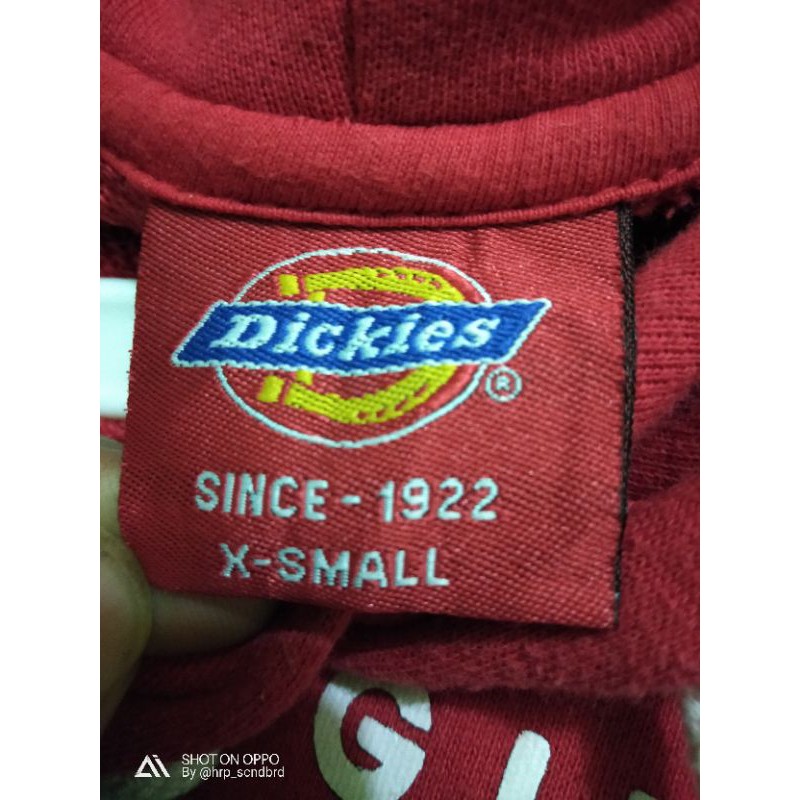 Dickies
®
SINCE - 1922
X-SMALL
G
SHOT ON OPPO
By @hrp_scndbrd